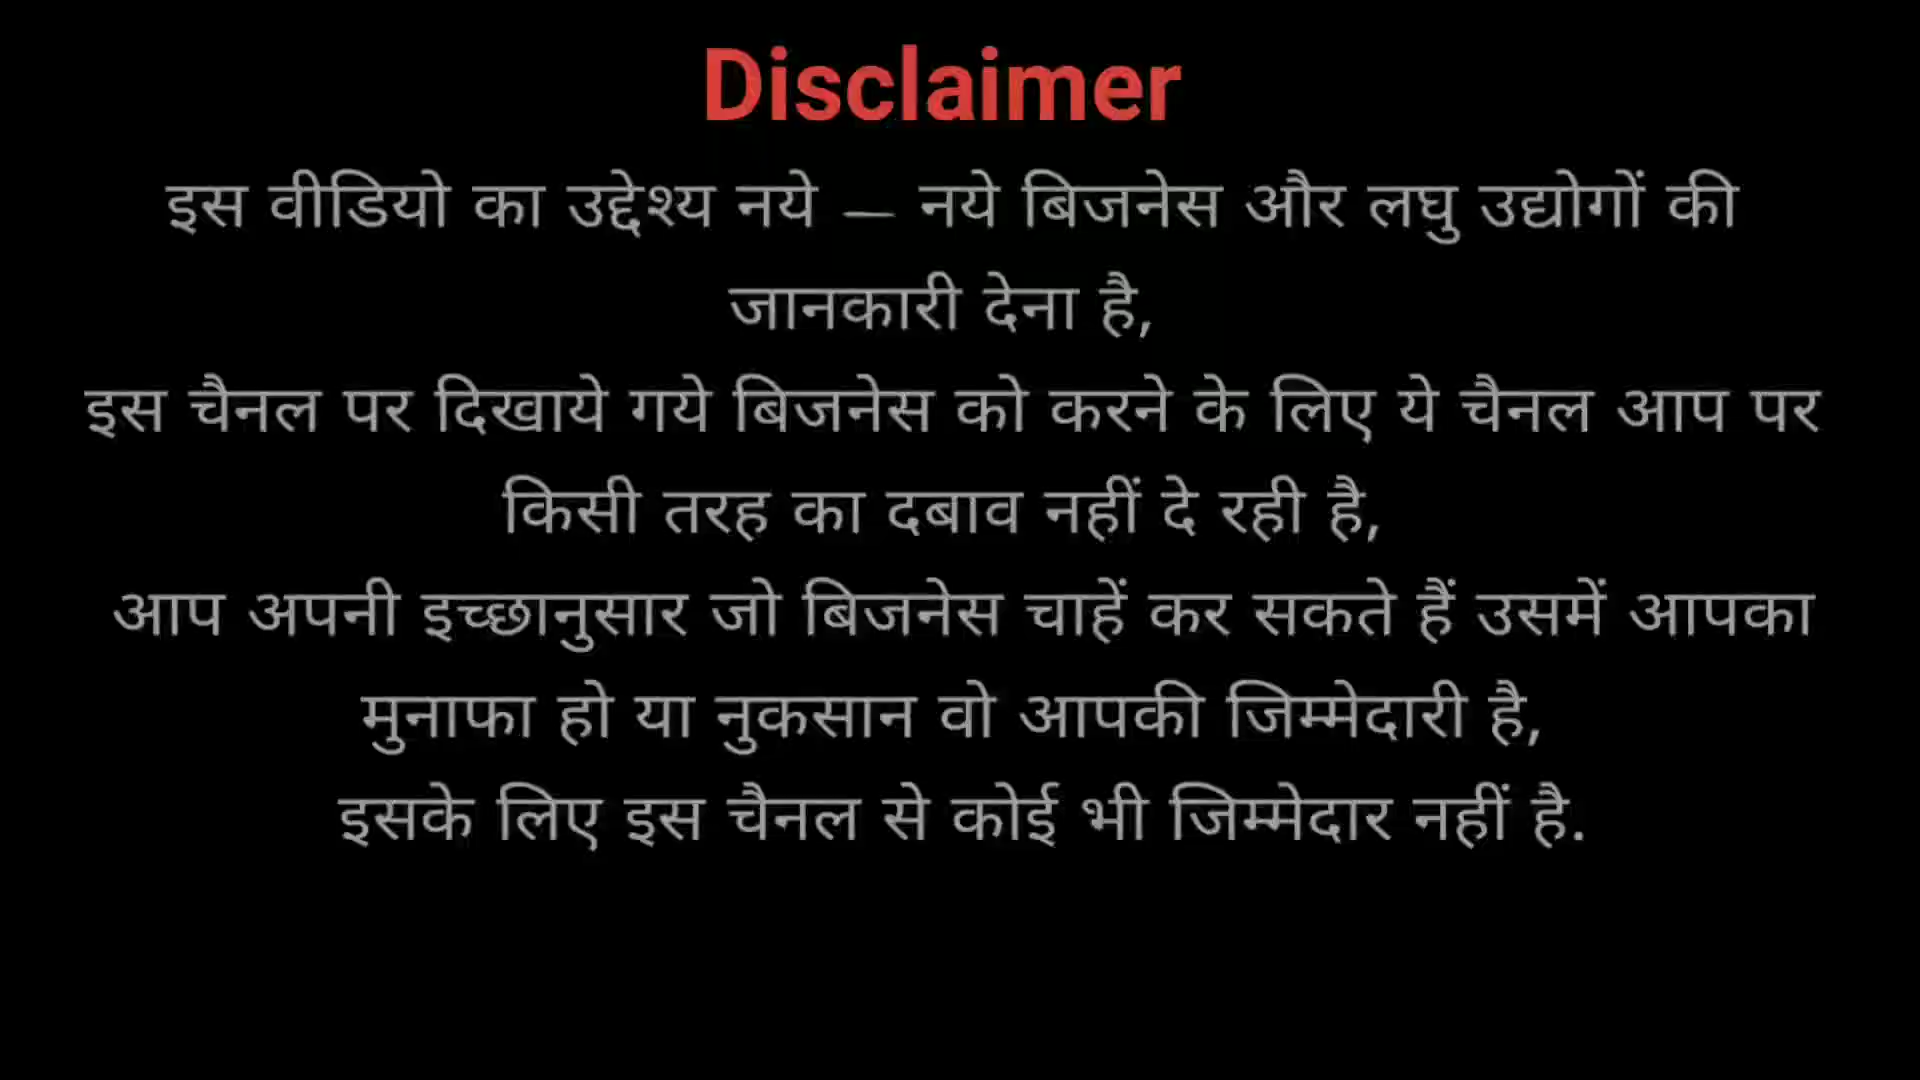 Disclaimer
इस वीडियो का उद्देश्य नये – नये बिजनेस और लघु उद्योगों की
जानकारी देना है,
इस चैनल पर दिखाये गये बिजनेस को करने के लिए ये चैनल आप पर
किसी तरह का दबाव नहीं दे रही है,
आप अपनी इच्छानुसार जो बिजनेस चाहें कर सकते हैं उसमें आपका
मुनाफा हो या नुकसान वो आपकी जिम्मेदारी है,
इसके लिए इस चैनल से कोई भी जिम्मेदार नहीं है.